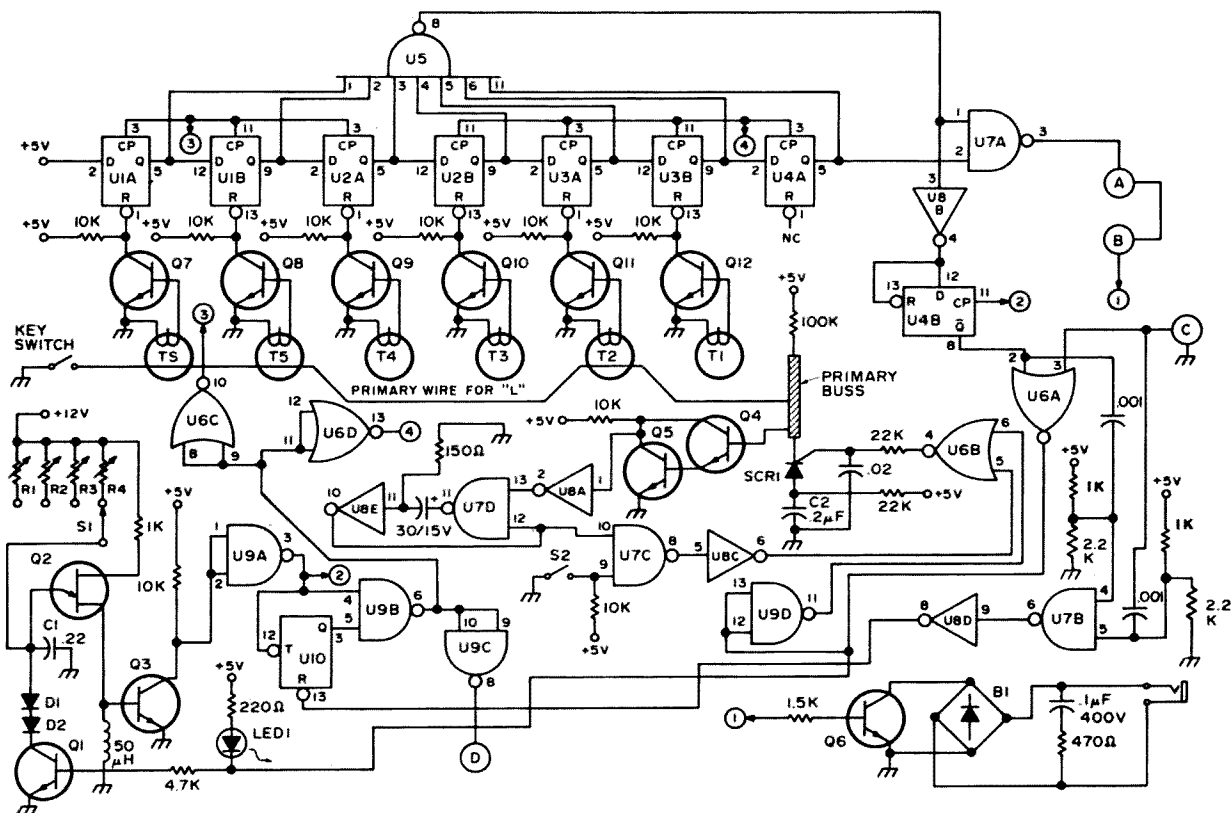 8
U5
1 2 3 4 5 6 11
3 11 3 11 3 11 3
3 4
1
U7A 3
2
+5V
CP CP CP CP CP CP CP
D Q D Q D Q D Q D Q D Q D Q
2 U1A 5 12 U1B 9 2 U2A 5 12 U2B 9 2 U3A 5 12 U3B 9 2 U4A 5
R R R R R R R
1 13 1 13 1 13 1
NC
3
U8
B
4
A
B
1
+5V 10K +5V 10K +5V 10K +5V 10K +5V 10K +5V 10K
Q7 Q8 Q9 Q10 Q11 Q12
+5V
100K
13 12
R D CP 11 2
U4B
Q̄
8
C
KEY
SWITCH
3
TS T5 T4 T3 T2 T1
PRIMARY WIRE FOR "L"
PRIMARY
BUSS
2 3
U6A
.001
10
U6C
8 9
12
U6D 13 4
11
+5V 10K
Q5
Q4
150Ω
SCR1
22K 4 U6B 6
5
.02
C2
.2µF
22K +5V
+5V
1K
+5V
1K
2.2
K
2.2
K
.001
+12V
R1 R2 R3 R4
S1
1K
+5V
10K
10 U8E 11 + 11 U7D 13 2 U8A 1
12
30/15V
1
U9A 3
2
2
S2
10
U7C 8 5 U8C 6
9
10K
+5V
13
U9D 11
12
8 U8D 9 6 U7B 4
5
Q2
C1
.22
4
U9B 6
5
10 9
U9C
8
D
12 Q
T 3
U10
R
13
Q3
D1
D2
Q1
50
µH
4.7K
+5V
220Ω
LED1
1 1.5K
Q6
B1
.1µF
400V
470Ω